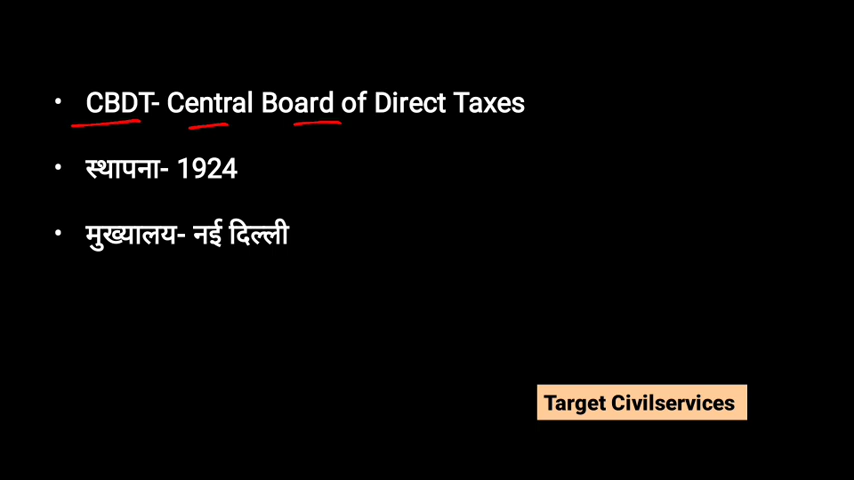 • CBDT- Central Board of Direct Taxes
• स्थापना- 1924
• मुख्यालय- नई दिल्ली
Target Civilservices